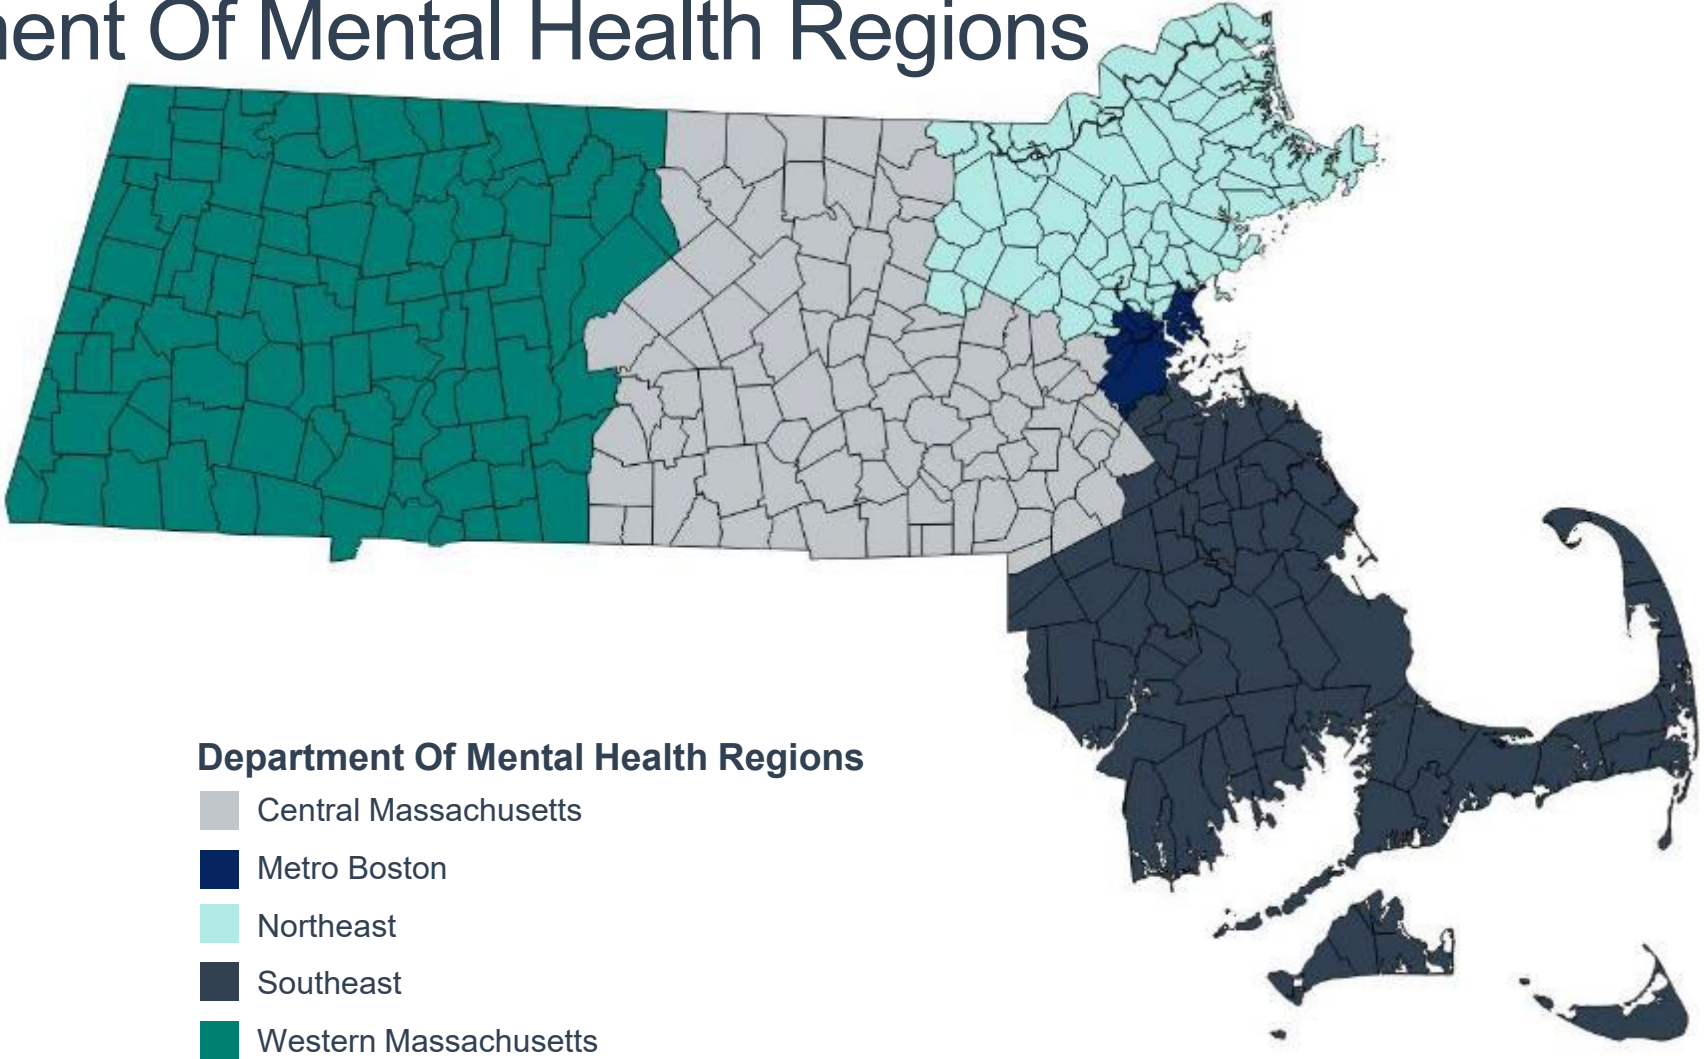 ent Of Mental Health Regions
Department Of Mental Health Regions
Central Massachusetts
Metro Boston
Northeast
Southeast
Western Massachusetts